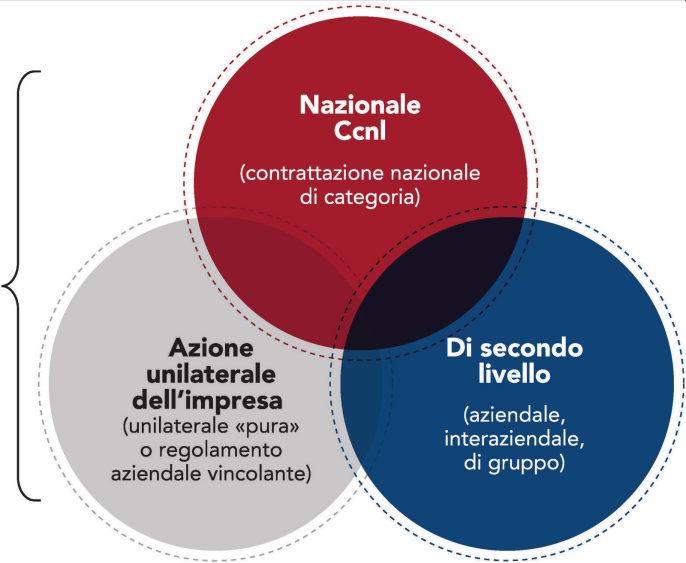 Nazionale
Ccnl
(contrattazione nazionale
di categoria)
Azione
unilaterale
dell'impresa
(unilaterale «pura»
o regolamento
aziendale vincolante)
Di secondo
livello
(aziendale,
interaziendale,
di gruppo)